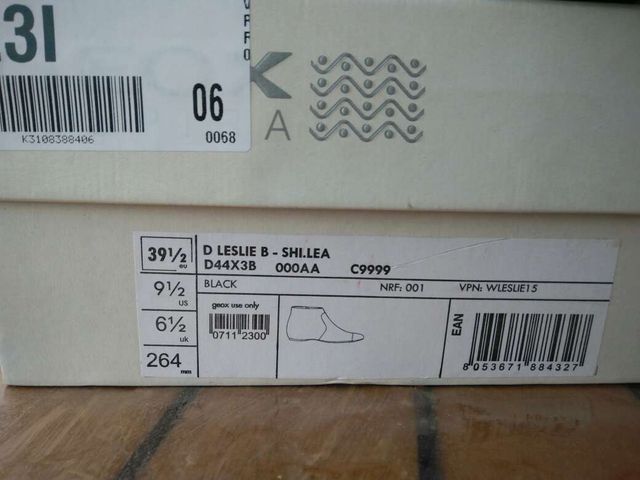 3I
06
K3108388406
0068
K
A
39½ eu
D LESLIE B - SHI.LEA
D44X3B 000AA C9999
9½ us
BLACK NRF: 001 VPN: WLESLIE15
6½ uk
geox use only
0711 2300
EAN
8 053671 884327
264 mm